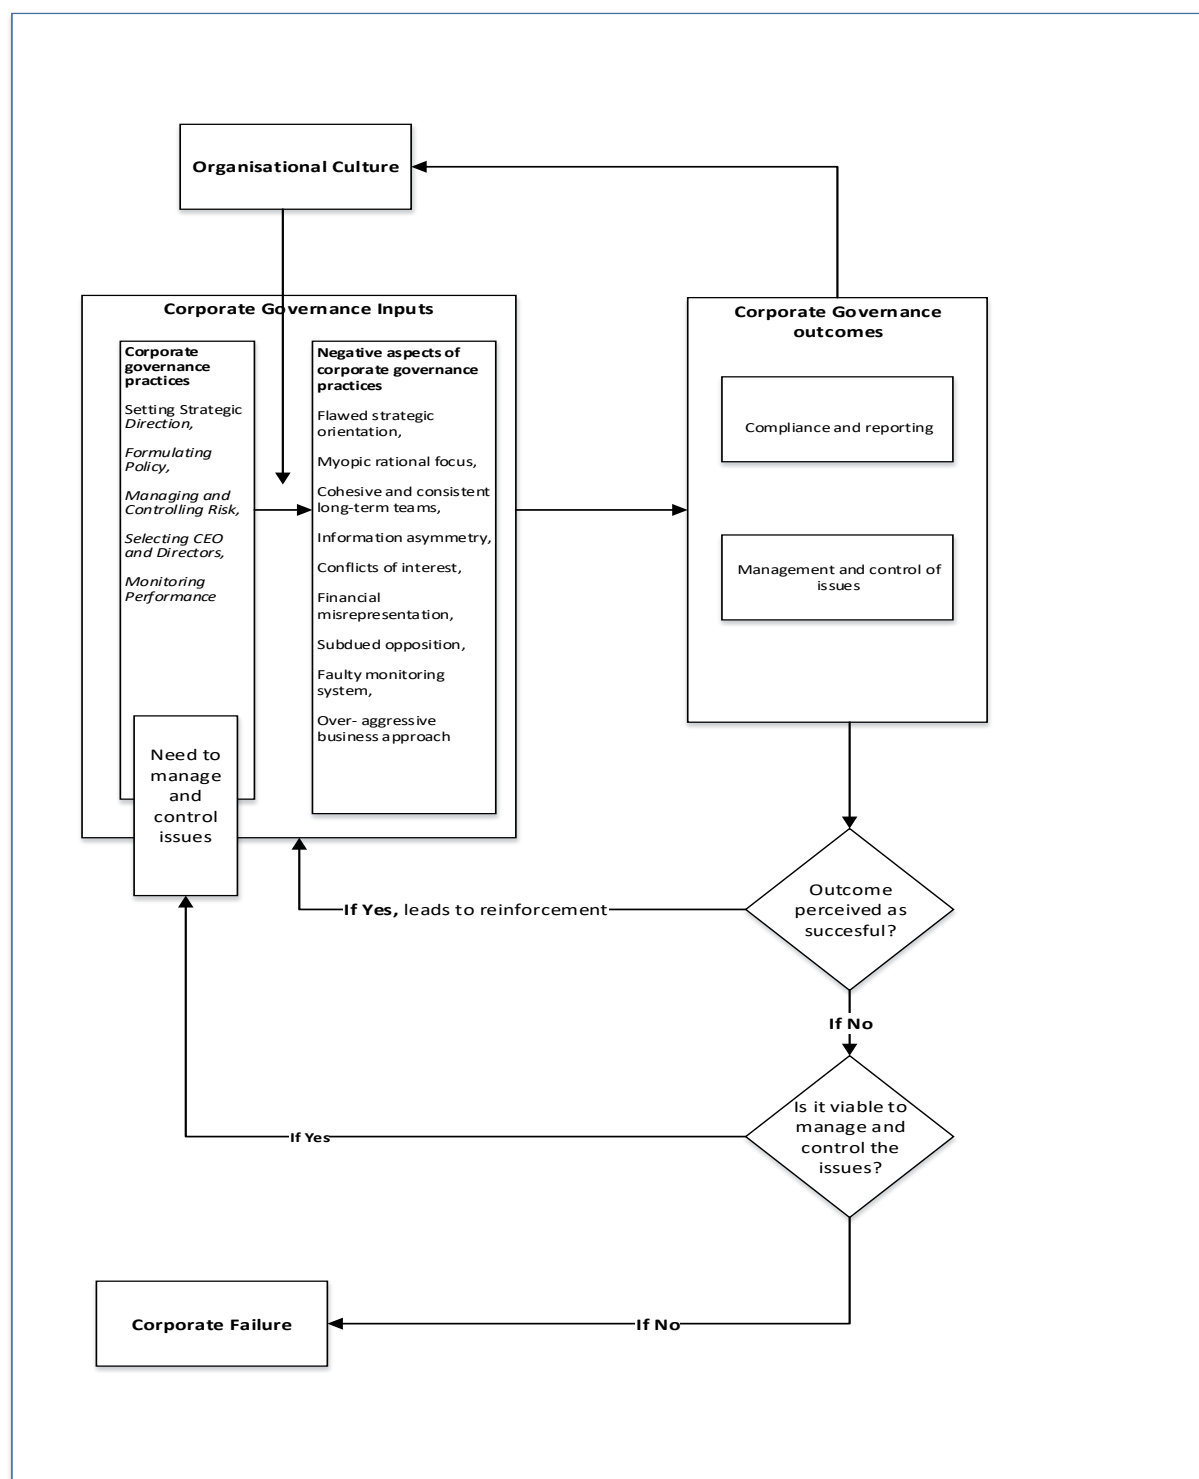 Organisational Culture
Corporate Governance Inputs
Corporate
governance
practices
Setting Strategic
Direction,
Formulating
Policy,
Managing and
Controlling Risk,
Selecting CEO
and Directors,
Monitoring
Performance
Need to
manage
and
control
issues
Negative aspects of
corporate governance
practices
Flawed strategic
orientation,
Myopic rational focus,
Cohesive and consistent
long-term teams,
Information asymmetry,
Conflicts of interest,
Financial
misrepresentation,
Subdued opposition,
Faulty monitoring
system,
Over- aggressive
business approach
Corporate Governance
outcomes
Compliance and reporting
Management and control of
issues
Outcome
perceived as
succesful?
If Yes, leads to reinforcement
If No
Is it viable to
manage and
control the
issues?
If Yes
If No
Corporate Failure